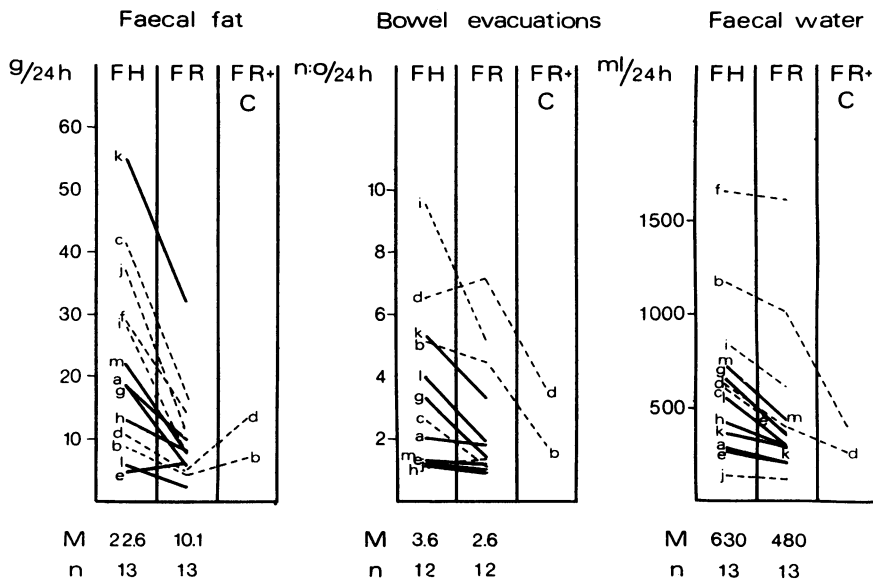 Faecal fat Bowel evacuations Faecal water
g/24h FH FR FR+ C n:o/24h FH FR FR+ C ml/24h FH FR FR+ C
60
k
50
c
40
j
30
f
i
m
20
a
g
h
d
10
b
l
e
d
b
10
i
8
d
6
k
b
4
l
g
c
2
a
m
e
h
d
b
f
1500
b
1000
i
m
g
d
c
l
500
h
k
a
e
j
e
m
k
d
M 22.6 10.1 M 3.6 2.6 M 630 480
n 13 13 n 12 12 n 13 13